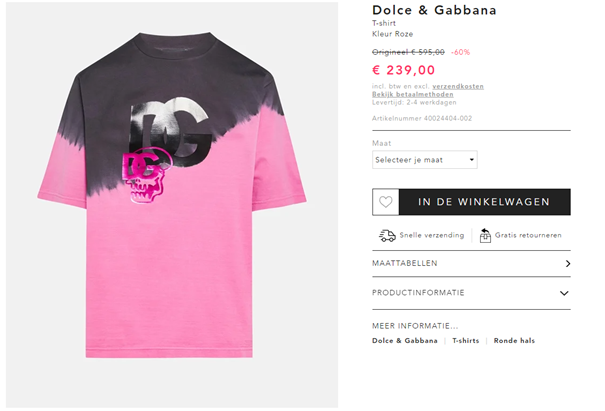 DG
DG
Dolce & Gabbana
T-shirt
Kleur Roze
Origineel € 595,00 -60%
€ 239,00
incl. btw en excl. verzendkosten
Bekijk betaalmethoden
Levertijd: 2-4 werkdagen
Artikelnummer 40024404-002
Maat
Selecteer je maat
IN DE WINKELWAGEN
Snelle verzending
Gratis retourneren
MAATTABELLEN
PRODUCTINFORMATIE
MEER INFORMATIE...
Dolce & Gabbana | T-shirts | Ronde hals